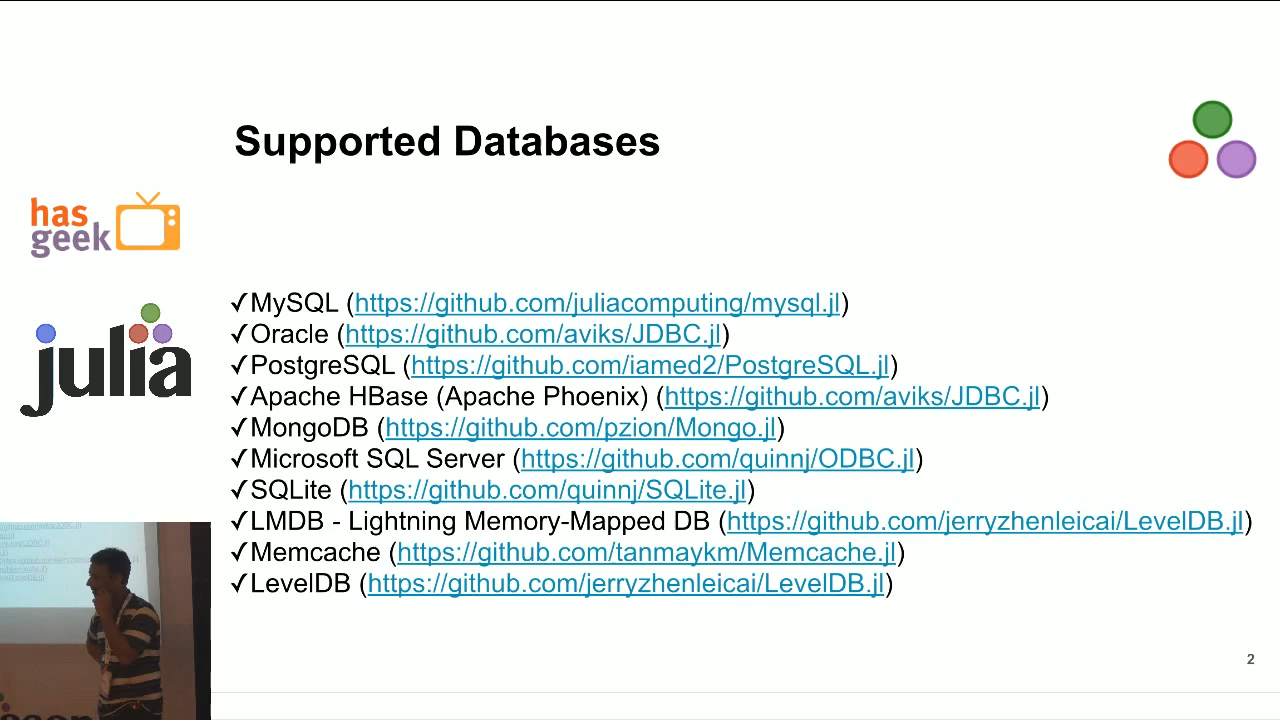 Supported Databases
has
geek
julia
✓MySQL (https://github.com/juliacomputing/mysql.jl)
✓Oracle (https://github.com/aviks/JDBC.jl)
✓PostgreSQL (https://github.com/iamed2/PostgreSQL.jl)
✓Apache HBase (Apache Phoenix) (https://github.com/aviks/JDBC.jl)
✓MongoDB (https://github.com/pzion/Mongo.jl)
✓Microsoft SQL Server (https://github.com/quinnj/ODBC.jl)
✓SQLite (https://github.com/quinnj/SQLite.jl)
✓LMDB - Lightning Memory-Mapped DB (https://github.com/jerryzhenleicai/LevelDB.jl)
✓Memcache (https://github.com/tanmaykm/Memcache.jl)
✓LevelDB (https://github.com/jerryzhenleicai/LevelDB.jl)
2